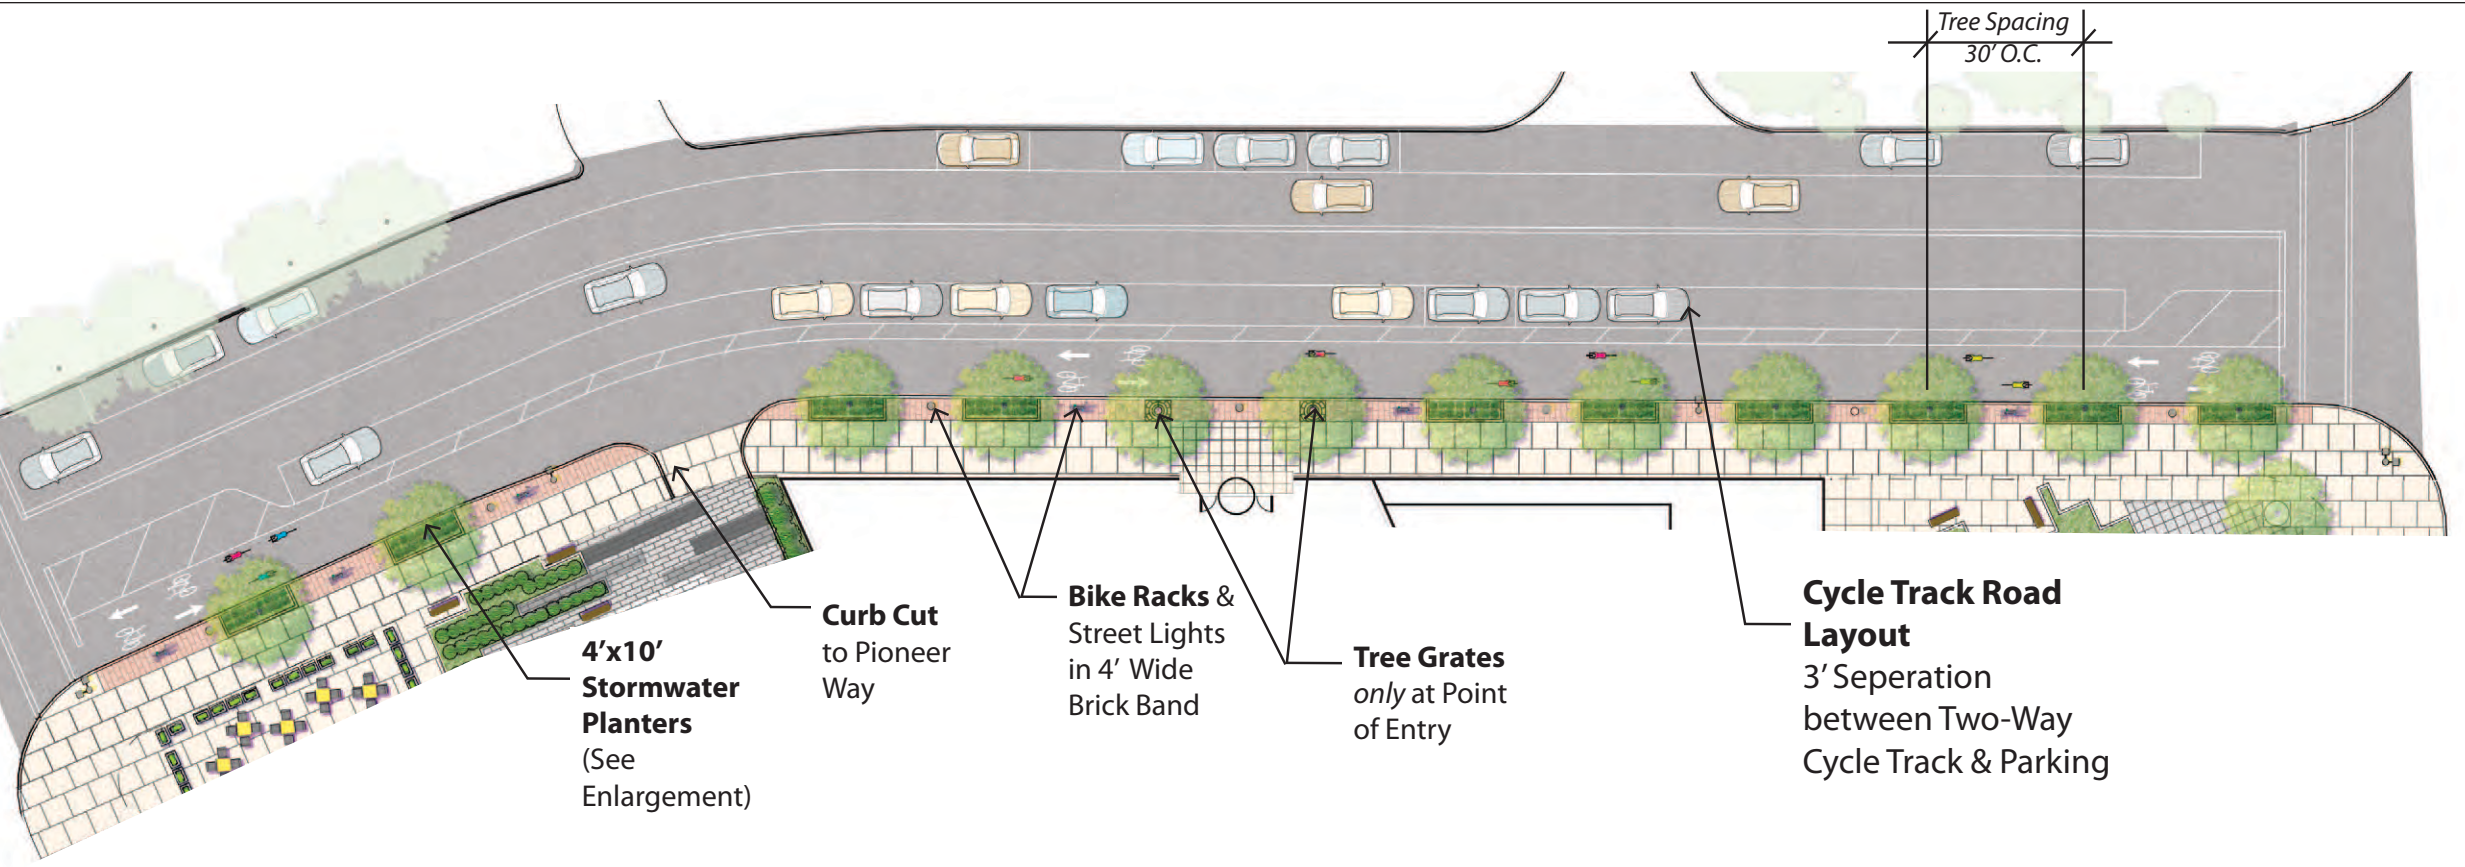 Tree Spacing
30' O.C.
4’x10’
Stormwater
Planters
(See
Enlargement)
Curb Cut
to Pioneer
Way
Bike Racks &
Street Lights
in 4’ Wide
Brick Band
Tree Grates
only at Point
of Entry
Cycle Track Road
Layout
3’ Seperation
between Two-Way
Cycle Track & Parking